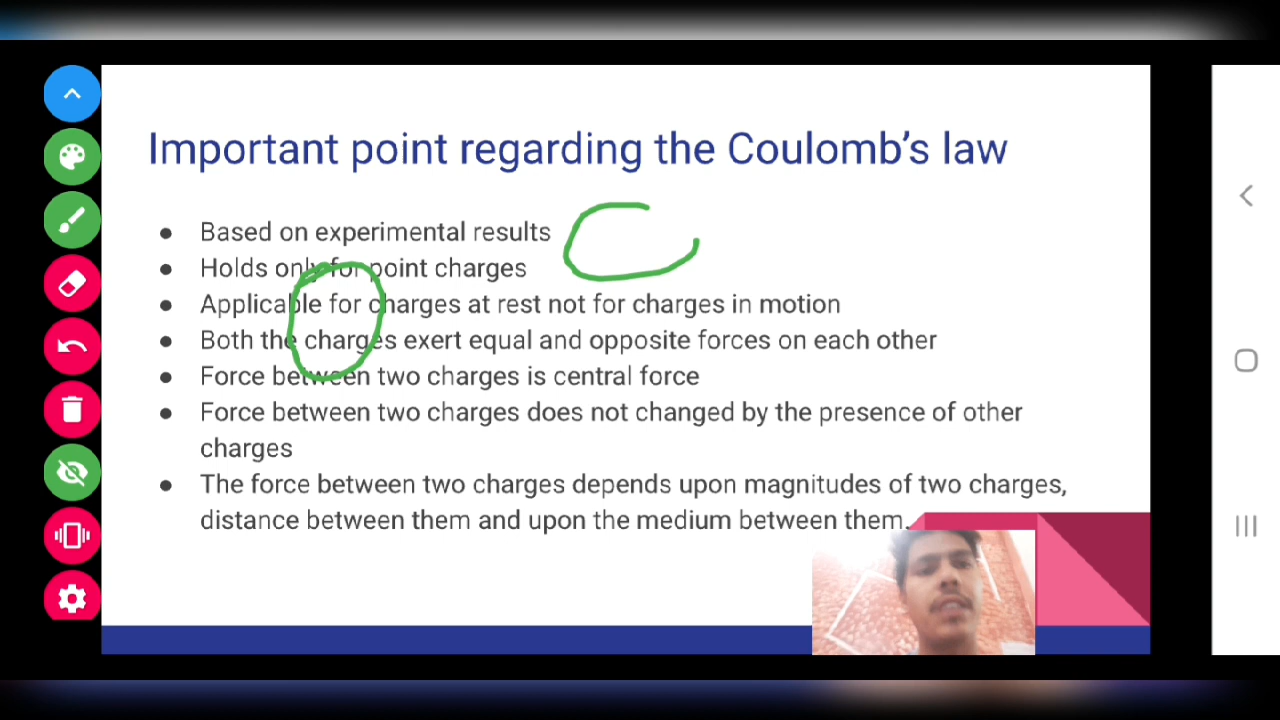 Important point regarding the Coulomb’s law
● Based on experimental results
● Holds only for point charges
● Applicable for charges at rest not for charges in motion
● Both the charges exert equal and opposite forces on each other
● Force between two charges is central force
● Force between two charges does not changed by the presence of other
charges
● The force between two charges depends upon magnitudes of two charges,
distance between them and upon the medium between them.